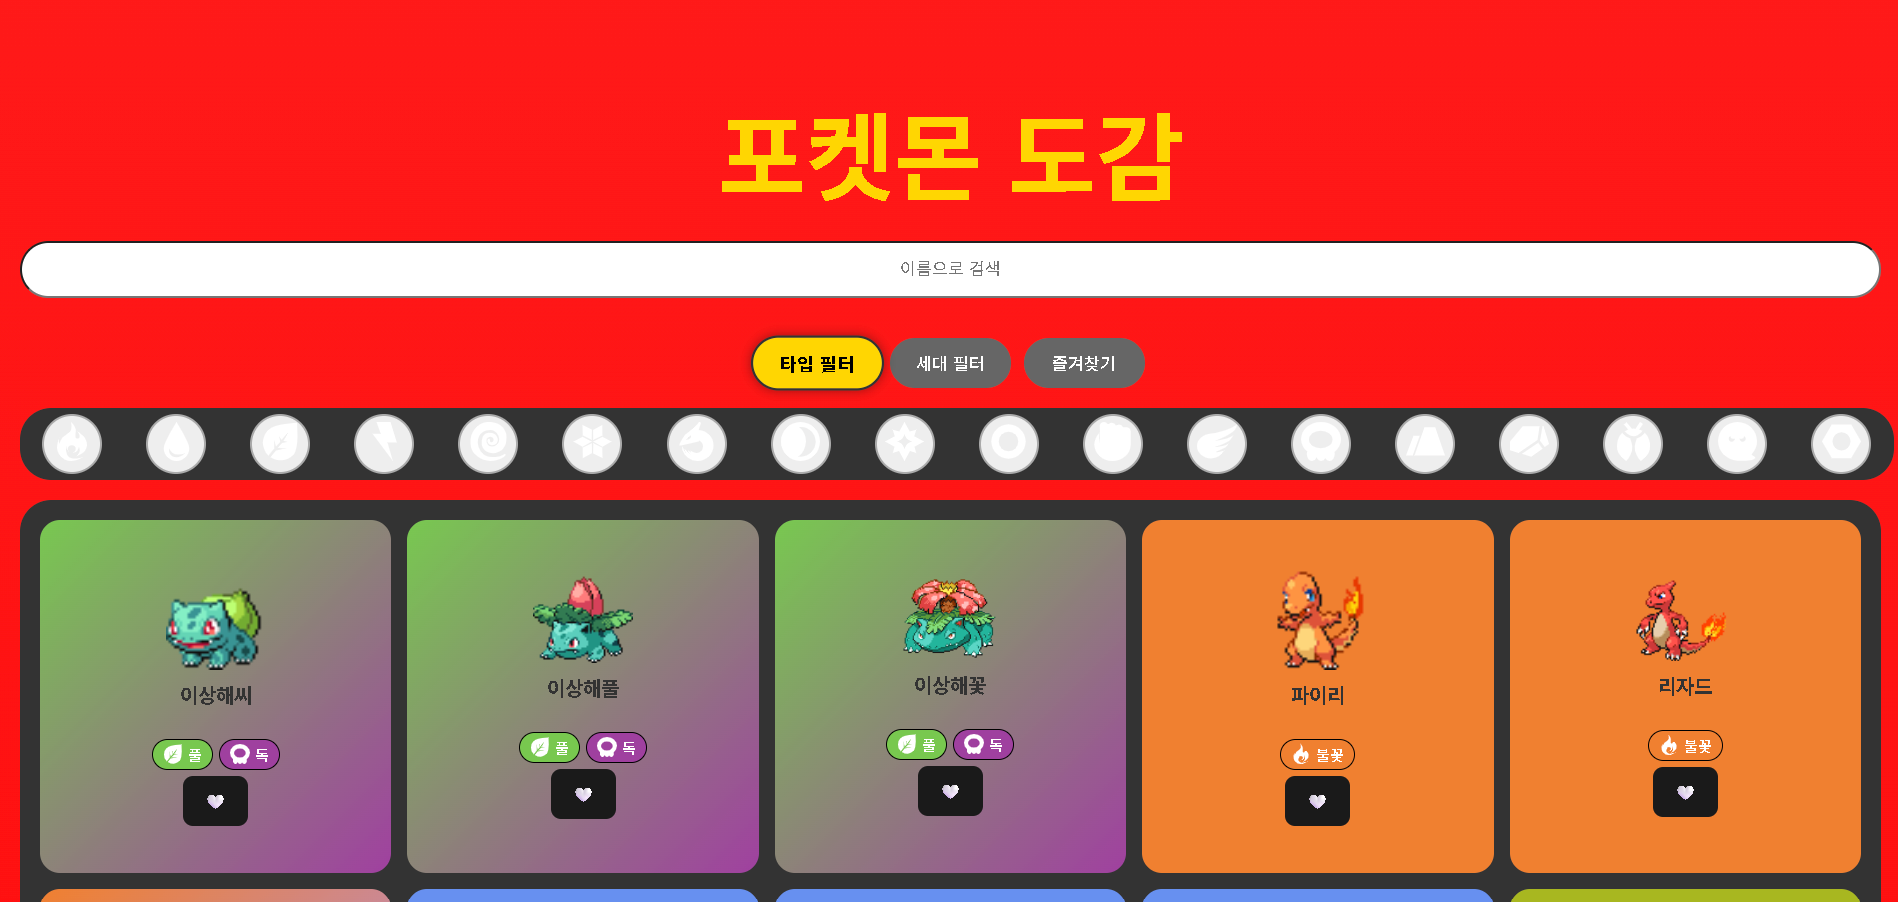 포켓몬 도감
이름으로 검색
타입 필터 세대 필터 즐겨찾기
이상해씨 이상해풀 이상해꽃 파이리 리자드
풀 독 풀 독 풀 독 불꽃 불꽃